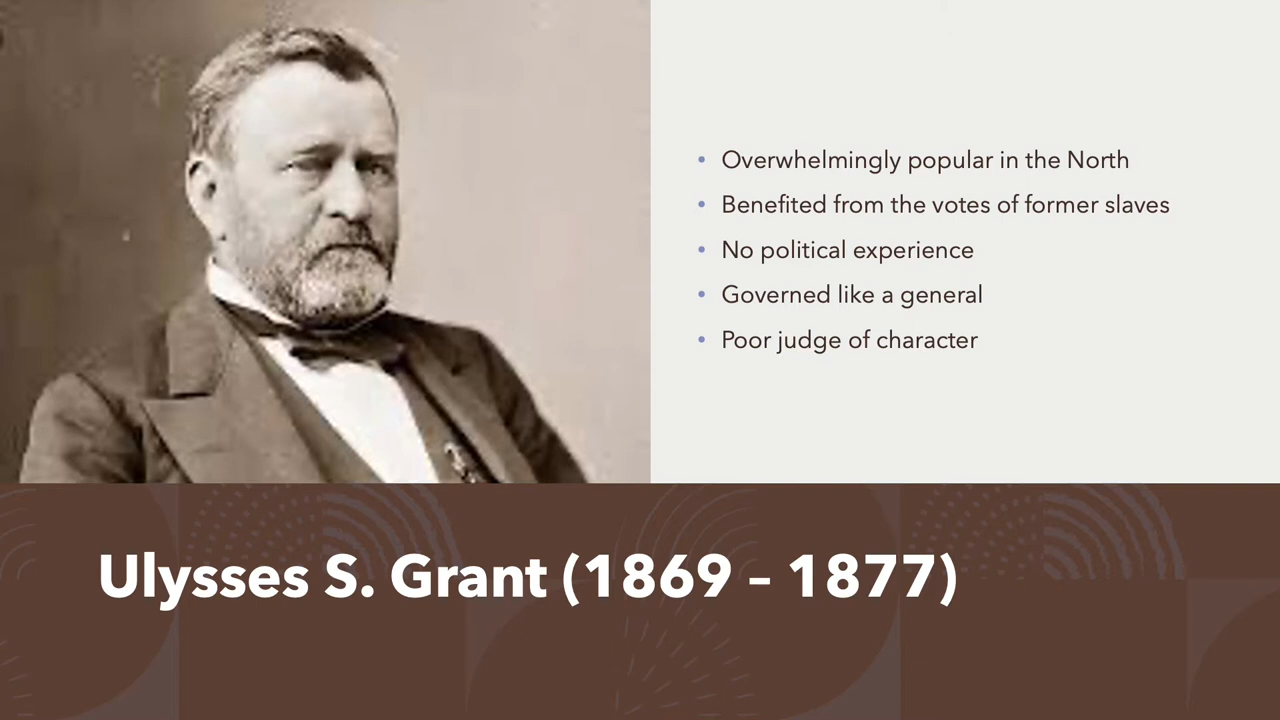 Overwhelmingly popular in the North
Benefited from the votes of former slaves
No political experience
Governed like a general
Poor judge of character
Ulysses S. Grant (1869 – 1877)